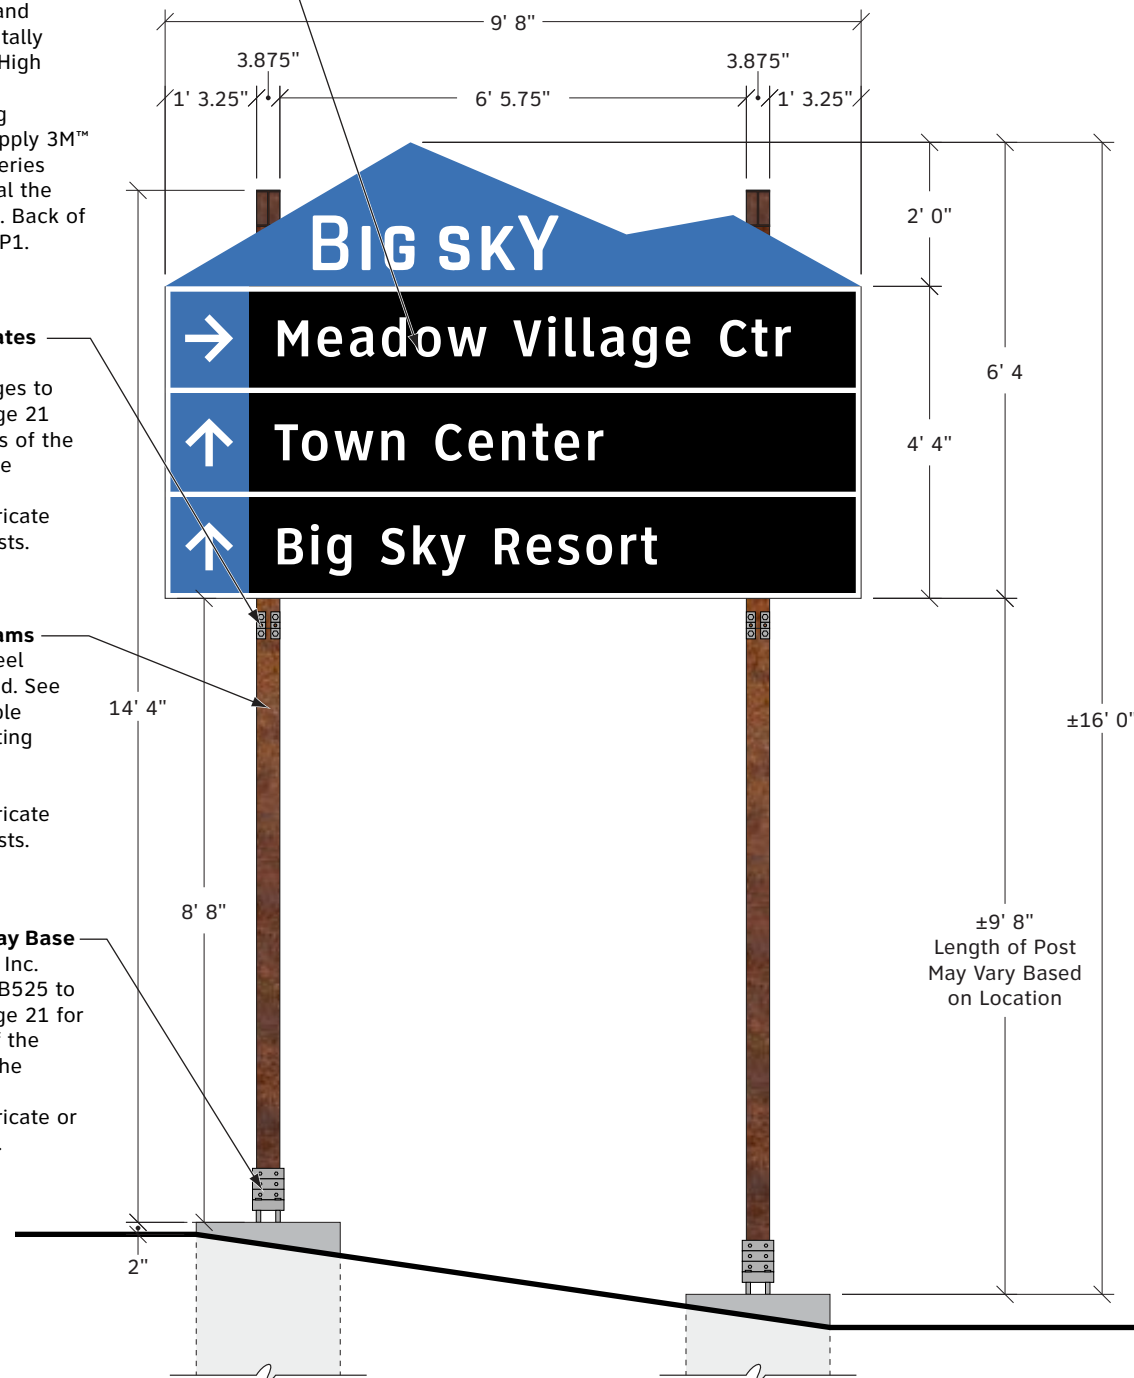 and
tally
High
g
pply 3M™
eries
al the
. Back of
P1.
ates
ges to
ge 21
s of the
e
ricate
sts.
ams
eel
d. See
ole
ting
ricate
sts.
ay Base
Inc.
B525 to
ge 21 for
f the
he
ricate or
.
9' 8"
3.875"
3.875"
1' 3.25"
6' 5.75"
1' 3.25"
BIG SKY
Meadow Village Ctr
Town Center
Big Sky Resort
2' 0"
6' 4
4' 4"
14' 4"
±16' 0"
8' 8"
±9' 8"
Length of Post
May Vary Based
on Location
2"